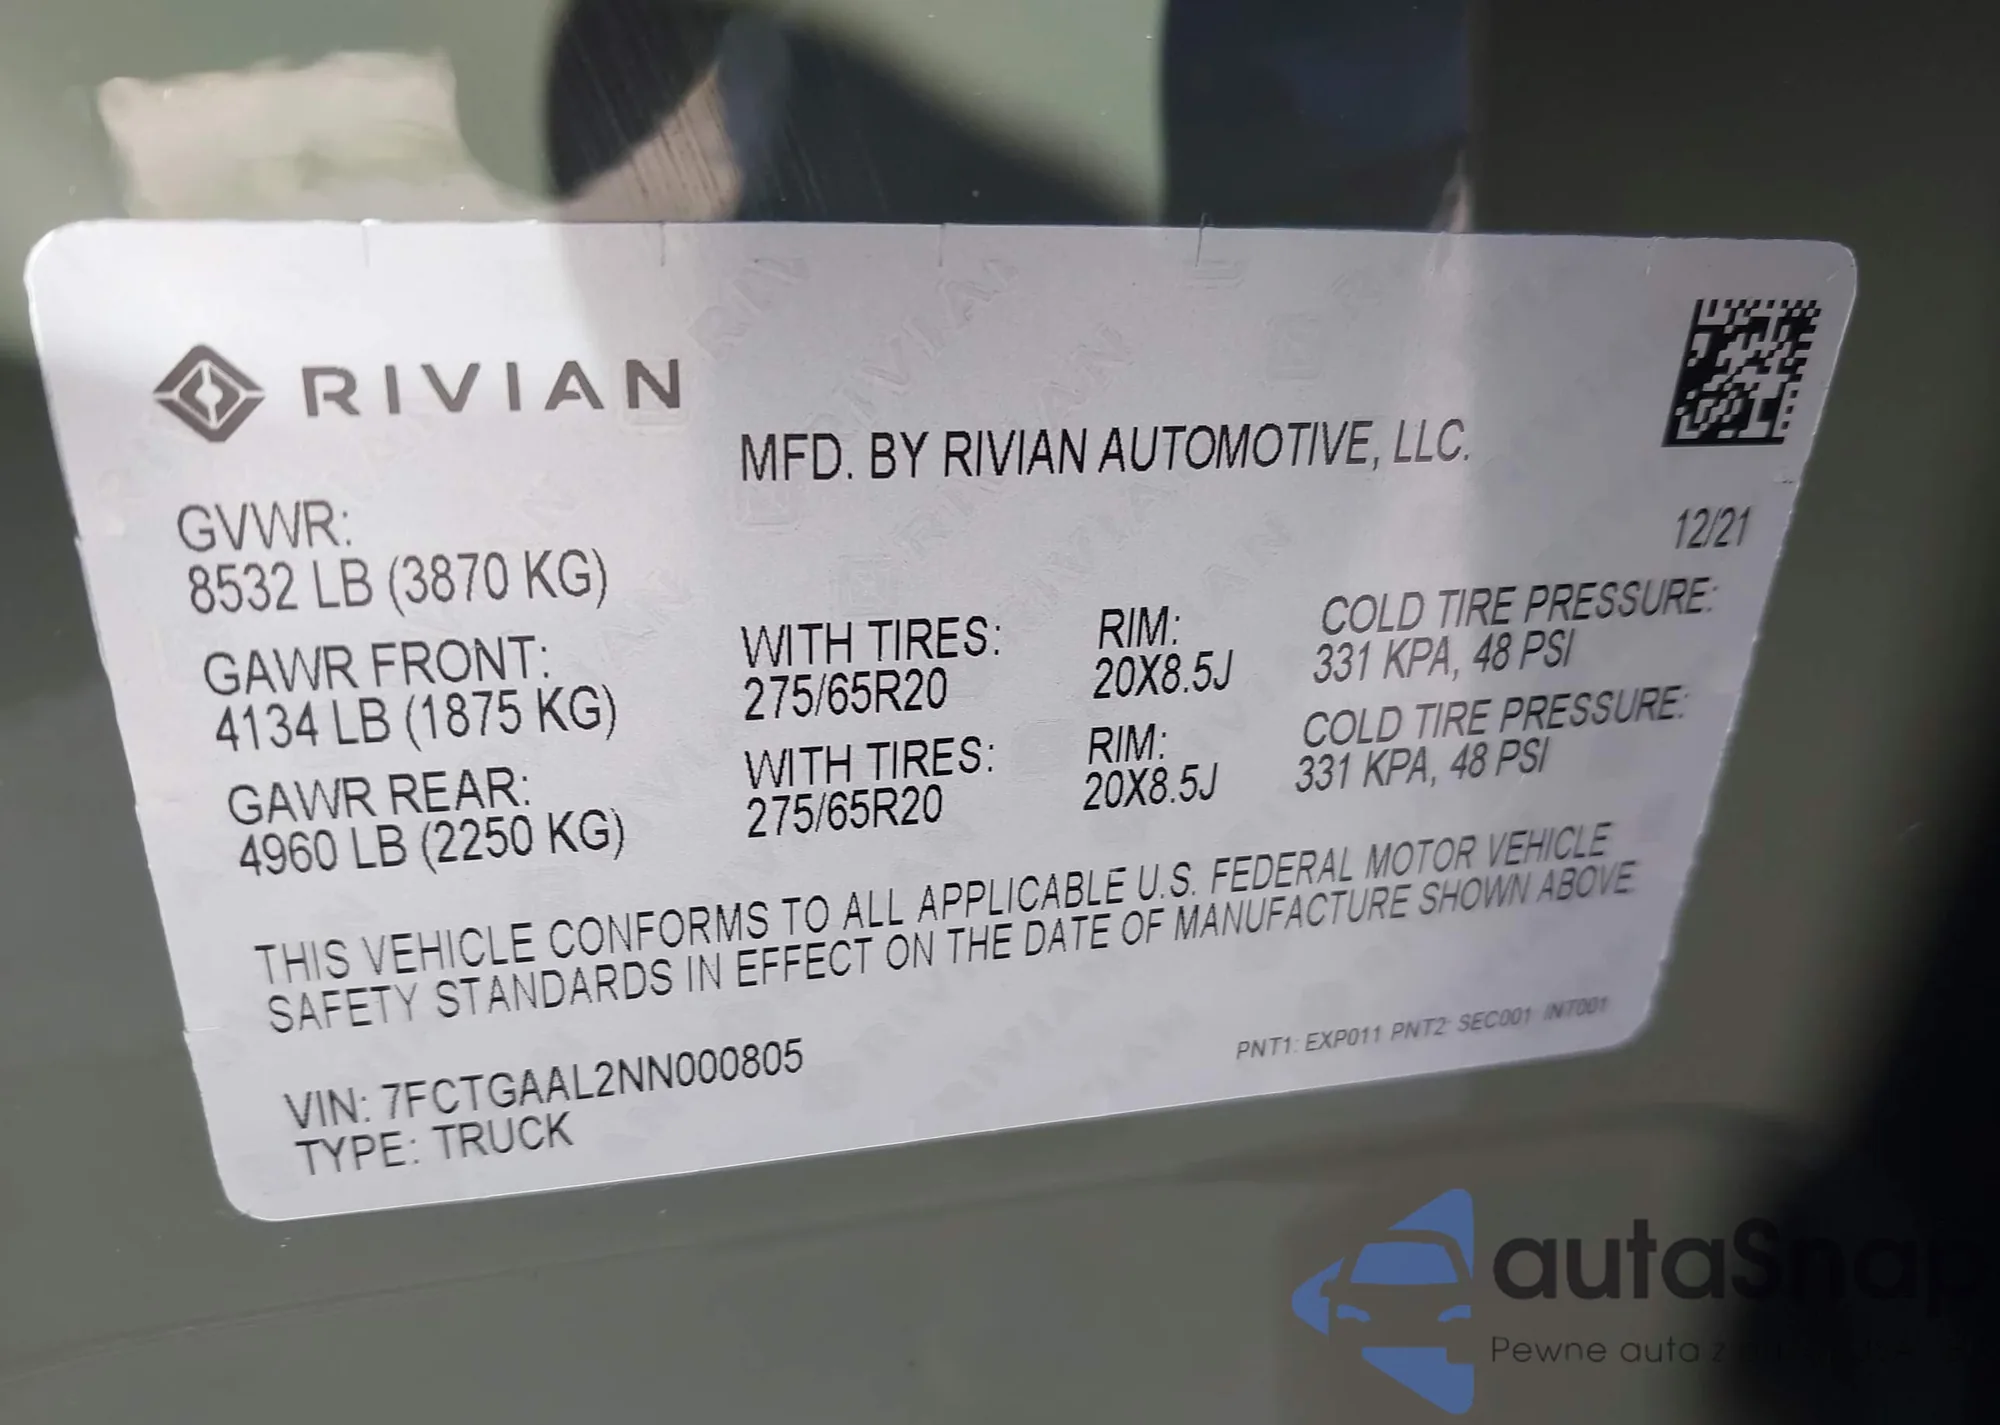 RIVIAN
MFD. BY RIVIAN AUTOMOTIVE, LLC.
12/21
GVWR:
8532 LB (3870 KG)
GAWR FRONT:
4134 LB (1875 KG)
WITH TIRES:
275/65R20
RIM:
20X8.5J
COLD TIRE PRESSURE:
331 KPA, 48 PSI
GAWR REAR:
4960 LB (2250 KG)
WITH TIRES:
275/65R20
RIM:
20X8.5J
COLD TIRE PRESSURE:
331 KPA, 48 PSI
THIS VEHICLE CONFORMS TO ALL APPLICABLE U.S. FEDERAL MOTOR VEHICLE
SAFETY STANDARDS IN EFFECT ON THE DATE OF MANUFACTURE SHOWN ABOVE
PNT1: EXP011 PNT2: SEC001 INT001
VIN: 7FCTGAAL2NN000805
TYPE: TRUCK
autaSnap
Pewne auta z